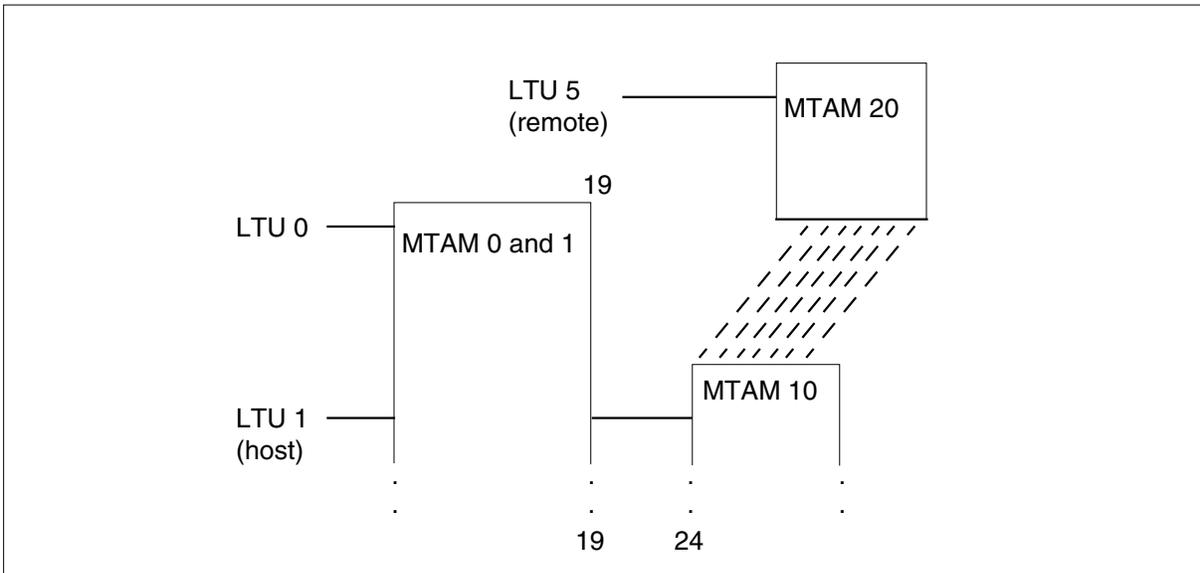 LTU 5
(remote)
MTAM 20
19
LTU 0
MTAM 0 and 1
MTAM 10
LTU 1
(host)
19
24